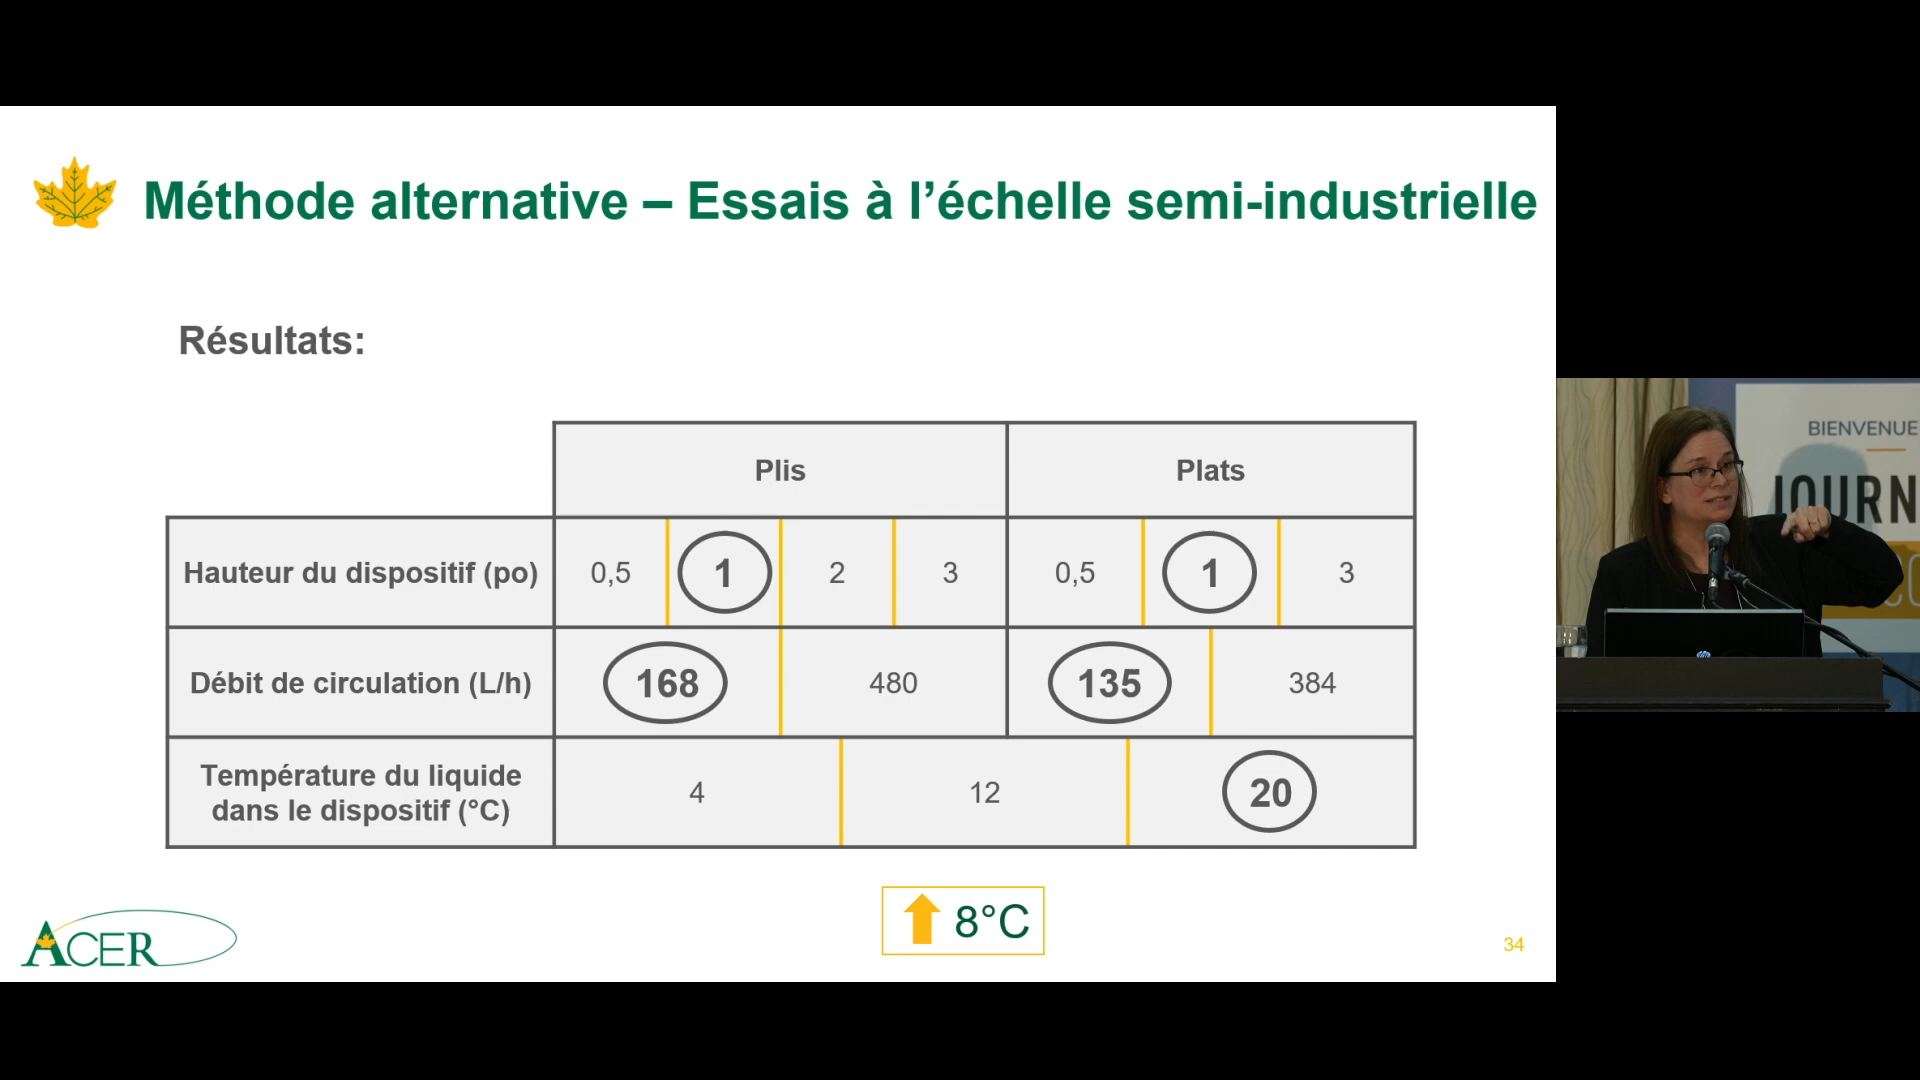 Méthode alternative – Essais à l’échelle semi-industrielle
Résultats:
Plis Plats
Hauteur du dispositif (po) 0,5 1 2 3 0,5 1 3
Débit de circulation (L/h) 168 480 135 384
Température du liquide
dans le dispositif (°C) 4 12 20
8°C
ACER
34
BIENVENUE
JOURN